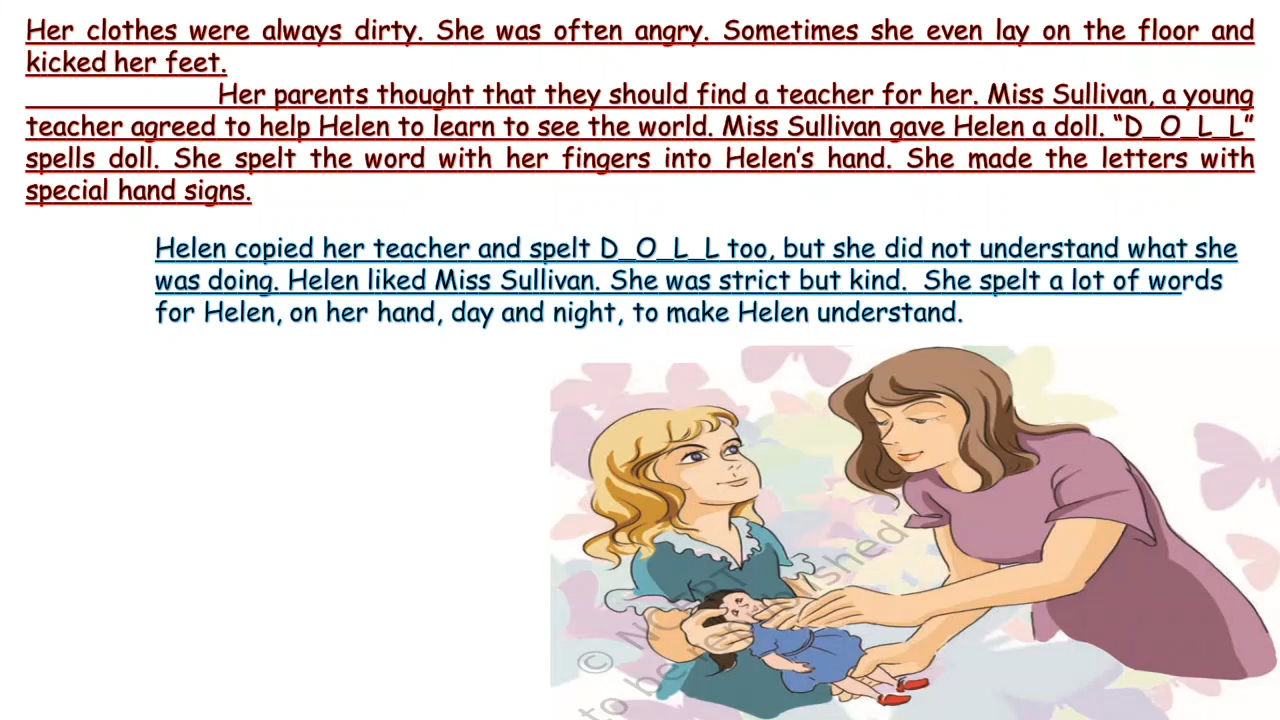 Her clothes were always dirty. She was often angry. Sometimes she even lay on the floor and
kicked her feet.
Her parents thought that they should find a teacher for her. Miss Sullivan, a young
teacher agreed to help Helen to learn to see the world. Miss Sullivan gave Helen a doll. “D_O_L_L”
spells doll. She spelt the word with her fingers into Helen’s hand. She made the letters with
special hand signs.
Helen copied her teacher and spelt D_O_L_L too, but she did not understand what she
was doing. Helen liked Miss Sullivan. She was strict but kind. She spelt a lot of words
for Helen, on her hand, day and night, to make Helen understand.